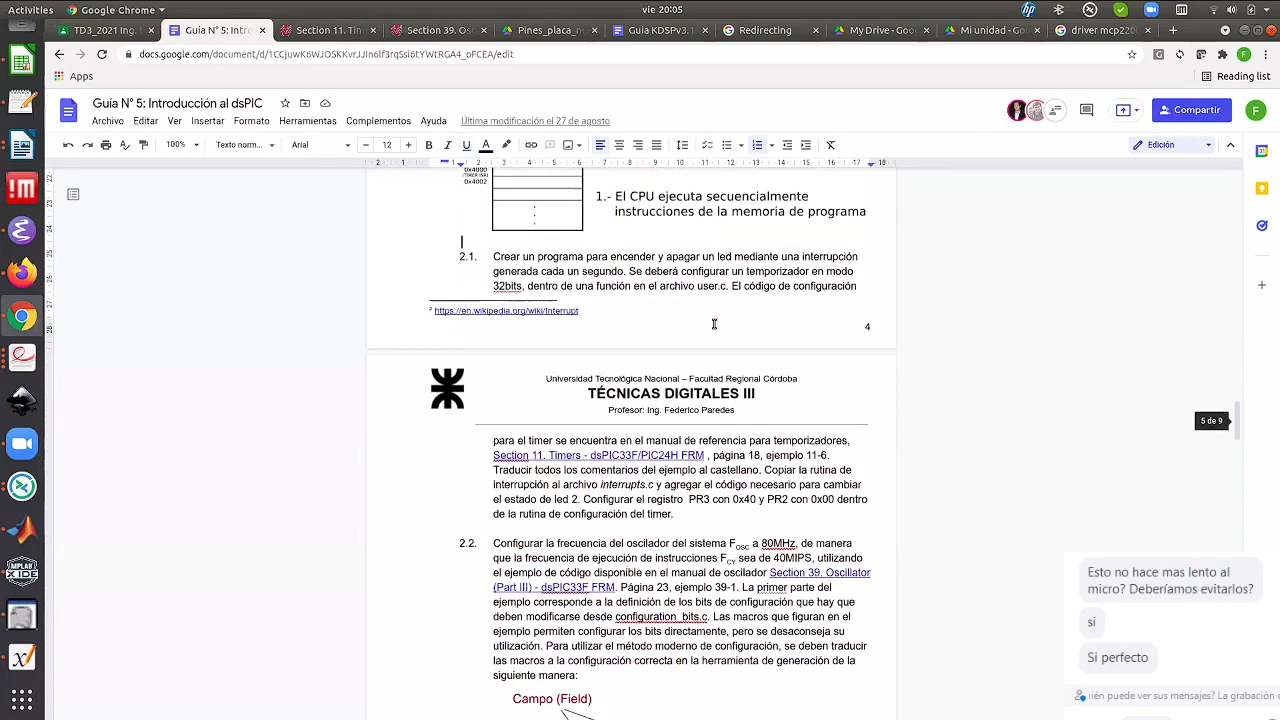 Activities
Google Chrome
vie 20:05
TD3_2021 Ing.
Guía N° 5: Introd
Section 11. Tim
Section 39. Osc
Pines_placa_n
Guia KDSPv3.1
Redirecting
My Drive - Goo
Mi unidad - Go
driver mcp220
docs.google.com/document/d/1CCjuwK6WJOSKKvrJJIn6lf3rqSsi6tYWtRGA4_oFCEA/edit
Apps
Reading list
Guía N° 5: Introducción al dsPIC
Archivo Editar Ver Insertar Formato Herramientas Complementos Ayuda Última modificación el 27 de agosto
Compartir
F
100% Texto norm... Arial 12 Edición
0x4000
(TIMER ISR)
0x4002
1.- El CPU ejecuta secuencialmente
instrucciones de la memoria de programa
2.1. Crear un programa para encender y apagar un led mediante una interrupción
generada cada un segundo. Se deberá configurar un temporizador en modo
32bits, dentro de una función en el archivo user.c. El código de configuración
2 https://en.wikipedia.org/wiki/Interrupt
4
Universidad Tecnológica Nacional – Facultad Regional Córdoba
TÉCNICAS DIGITALES III
Profesor: Ing. Federico Paredes
5 de 9
para el timer se encuentra en el manual de referencia para temporizadores,
Section 11. Timers - dsPIC33F/PIC24H FRM , página 18, ejemplo 11-6.
Traducir todos los comentarios del ejemplo al castellano. Copiar la rutina de
interrupción al archivo interrupts.c y agregar el código necesario para cambiar
el estado de led 2. Configurar el registro PR3 con 0x40 y PR2 con 0x00 dentro
de la rutina de configuración del timer.
2.2. Configurar la frecuencia del oscilador del sistema FOSC a 80MHz, de manera
que la frecuencia de ejecución de instrucciones FCY sea de 40MIPS, utilizando
el ejemplo de código disponible en el manual de oscilador Section 39. Oscillator
(Part III) - dsPIC33F FRM. Página 23, ejemplo 39-1. La primer parte del
ejemplo corresponde a la definición de los bits de configuración que hay que
deben modificarse desde configuration_bits.c. Las macros que figuran en el
ejemplo permiten configurar los bits directamente, pero se desaconseja su
utilización. Para utilizar el método moderno de configuración, se deben traducir
las macros a la configuración correcta en la herramienta de generación de la
siguiente manera:
Campo (Field)
Esto no hace mas lento al
micro? Deberíamos evitarlos?
si
Si perfecto
ién puede ver sus mensajes? La grabación